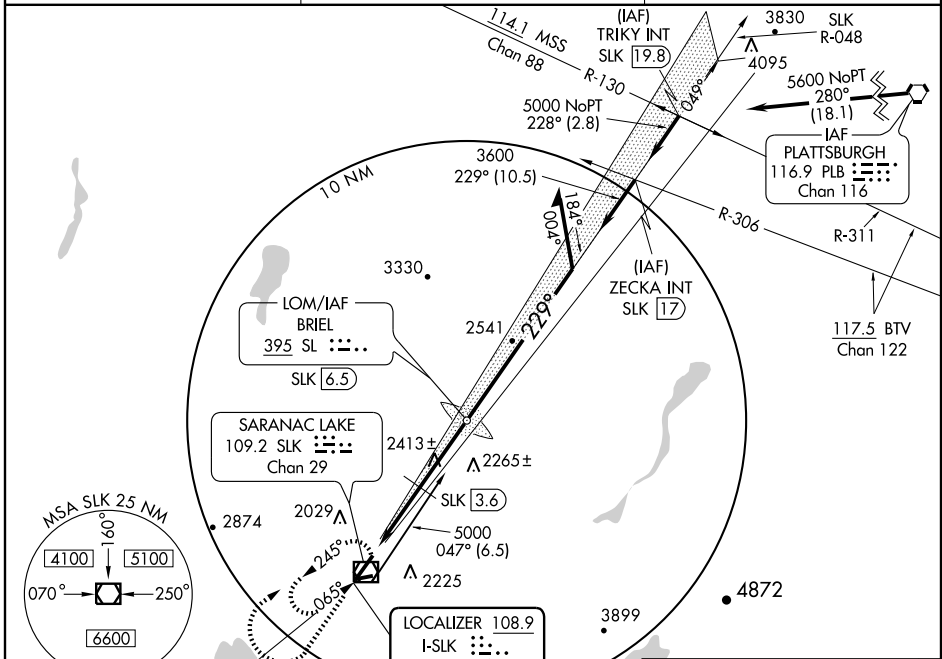 114.1 MSS
Chan 88
R-130
(IAF)
TRIKY INT
SLK 19.8
3830
SLK
R-048
4095
049°
5600 NoPT
280°
(18.1)
IAF
PLATTSBURGH
116.9 PLB
Chan 116
5000 NoPT
228° (2.8)
3600
229° (10.5)
10 NM
184°
004°
R-306
R-311
(IAF)
ZECKA INT
SLK 17
117.5 BTV
Chan 122
3330
LOM/IAF
BRIEL
395 SL
SLK 6.5
2541
229°
SARANAC LAKE
109.2 SLK
Chan 29
2413±
2265±
SLK 3.6
2029
2874
5000
047° (6.5)
245°
065°
2225
MSA SLK 25 NM
160°
4100
5100
070°
250°
6600
LOCALIZER 108.9
I-SLK
3899
4872